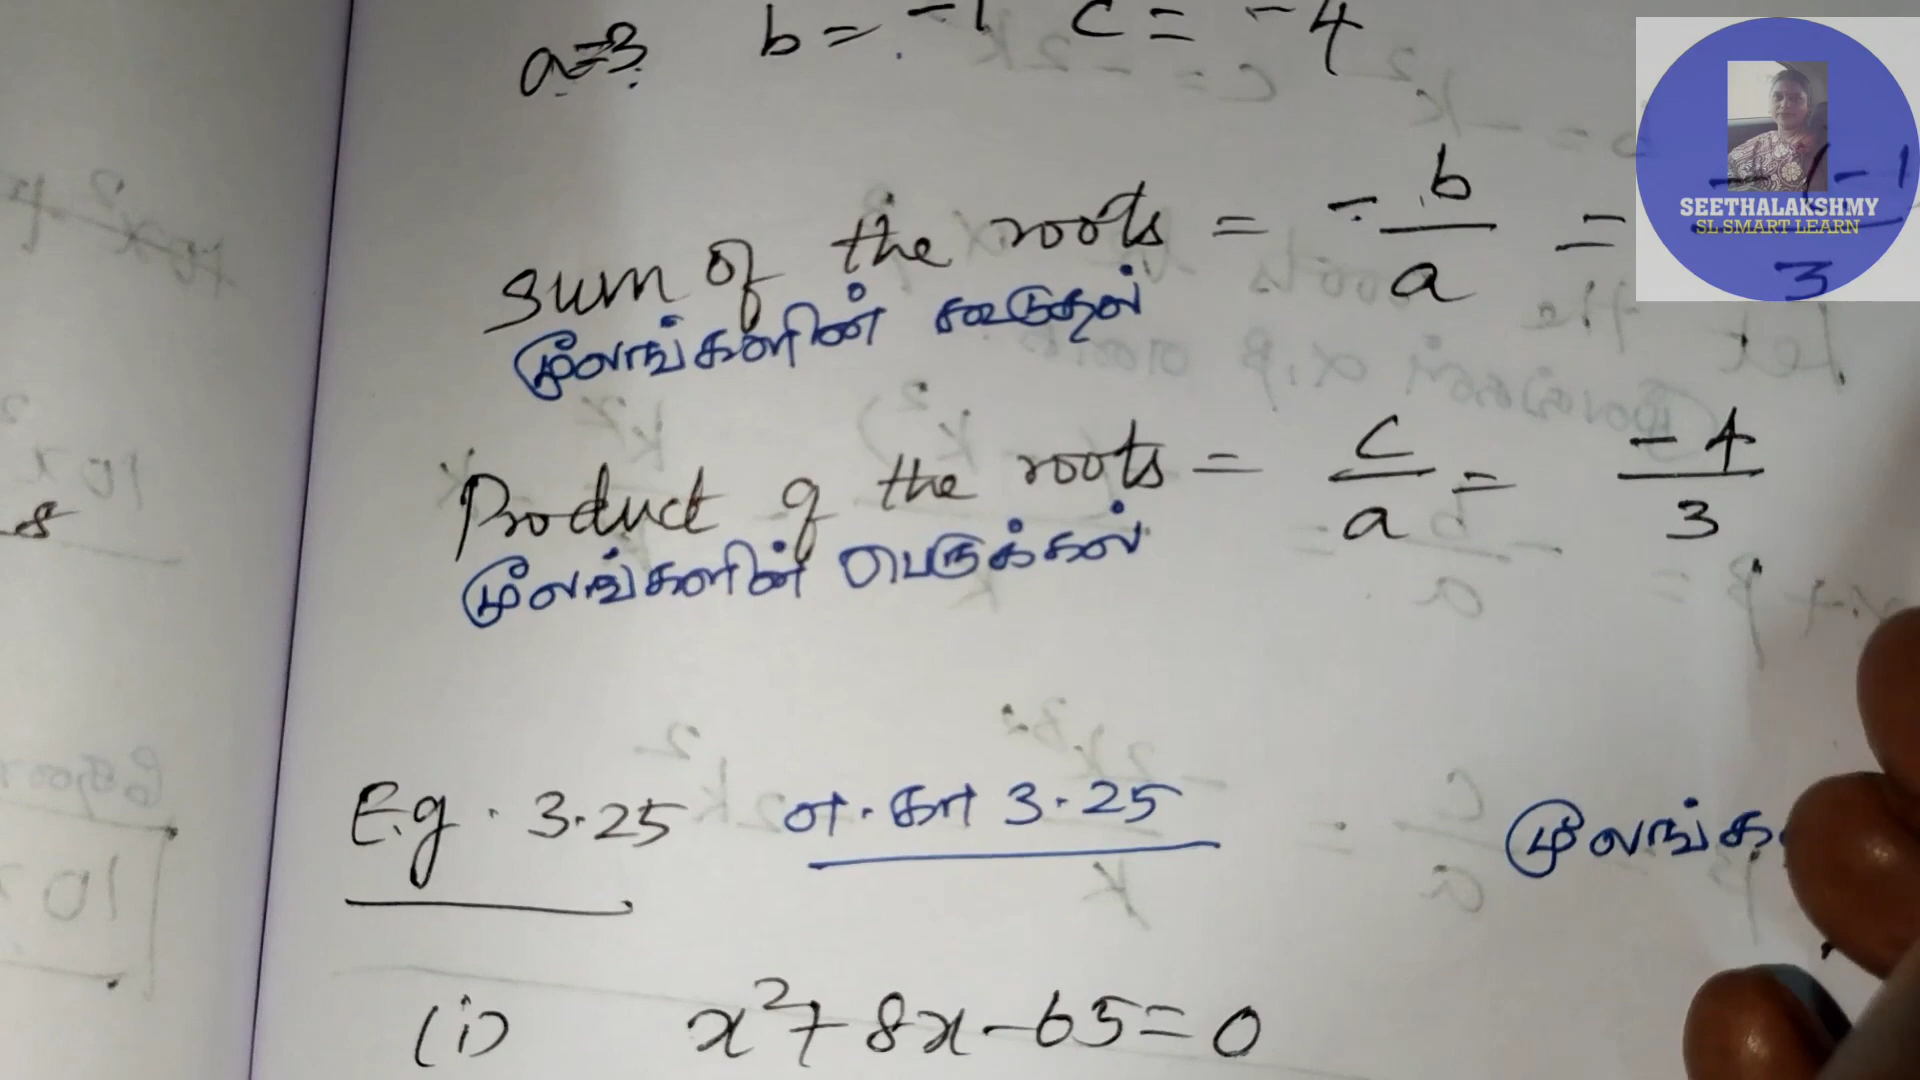 a=3 b= -1 c = -4
Sum of the roots = - b/a = -(-1)/3
மூலங்களின் கூடுதல்
Product of the roots = c/a = -4/3
மூலங்களின் பெருக்கல்
E.g. 3.25 எ.கா 3.25
(i) x²+8x-65=0
SEETHALAKSHMY
SL SMART LEARN